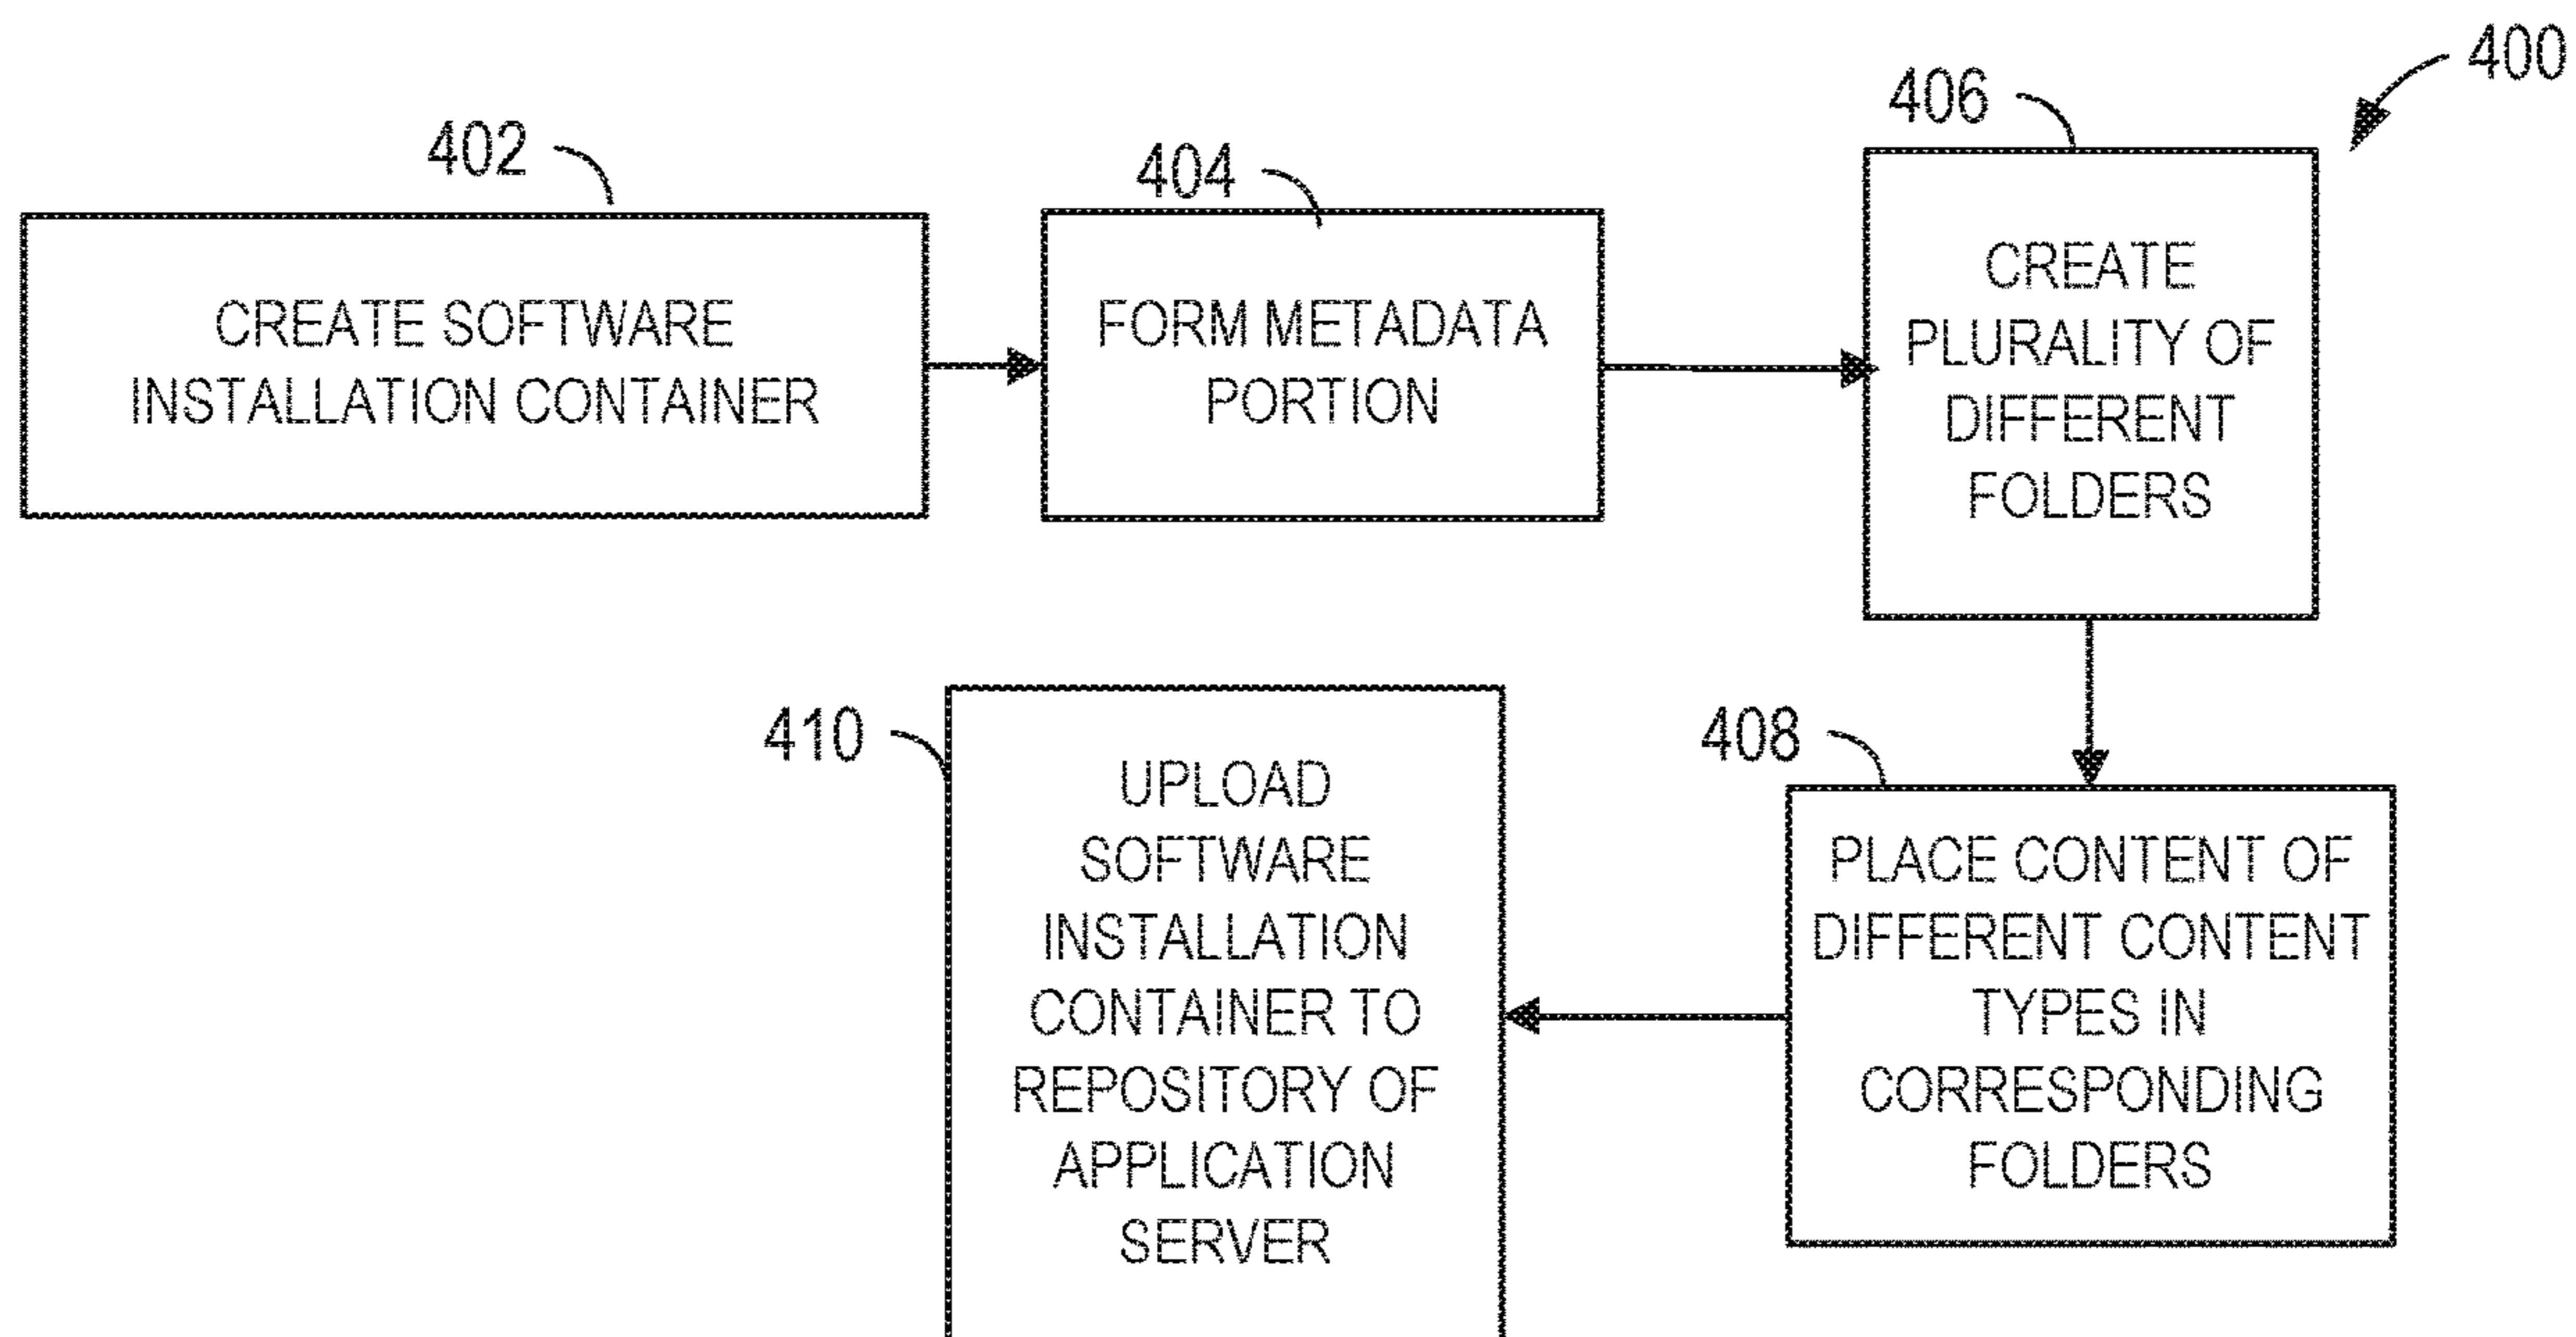 400
402
CREATE SOFTWARE
INSTALLATION CONTAINER
404
FORM METADATA
PORTION
406
CREATE
PLURALITY OF
DIFFERENT
FOLDERS
408
PLACE CONTENT OF
DIFFERENT CONTENT
TYPES IN
CORRESPONDING
FOLDERS
410
UPLOAD
SOFTWARE
INSTALLATION
CONTAINER TO
REPOSITORY OF
APPLICATION
SERVER